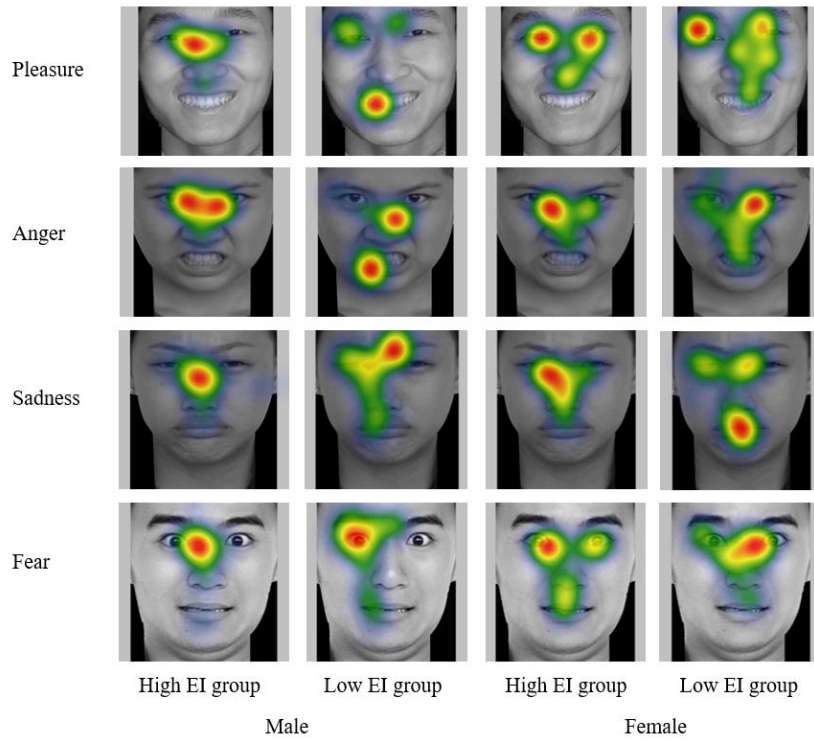 Pleasure
Anger
Sadness
Fear
High EI group Low EI group High EI group Low EI group
Male Female